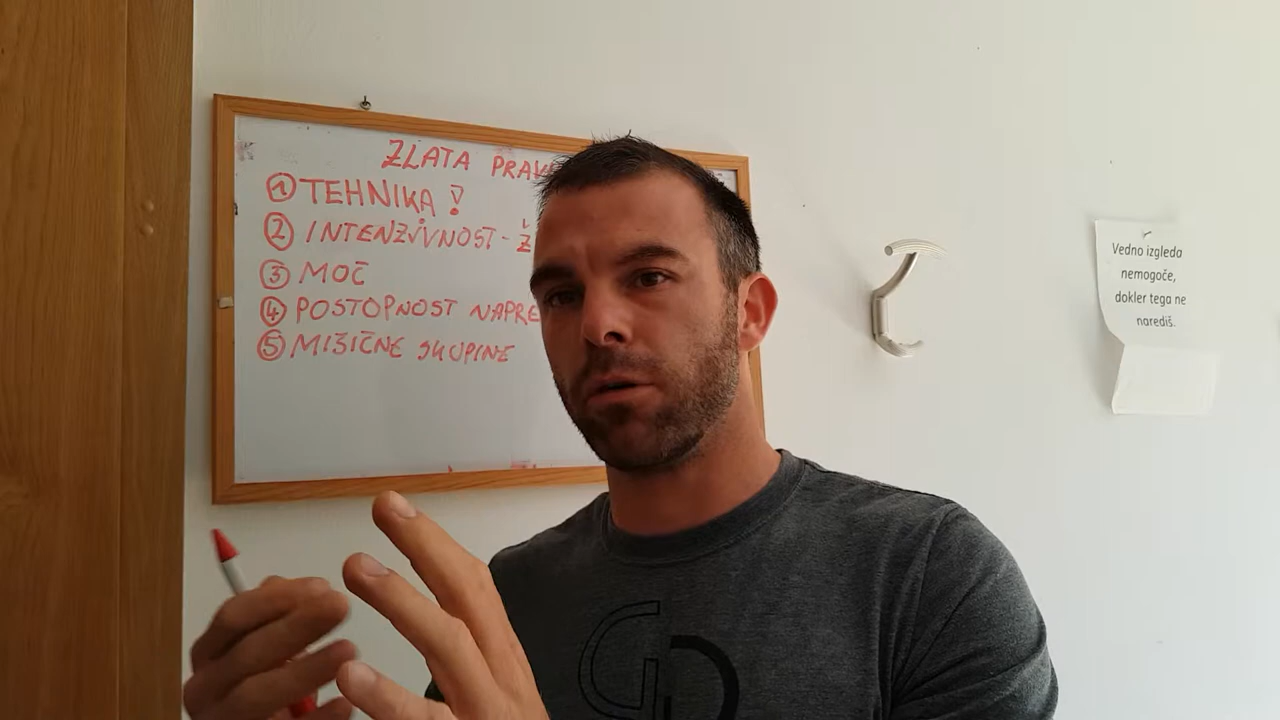 ZLATA
① TEHNIKA !
② INTENZIVNOST -
③ MOČ
④ POSTOPNOST
⑤ MIŠIČNE SKUPINE
Vedno izgleda
nemogoče,
dokler tega ne
narediš.